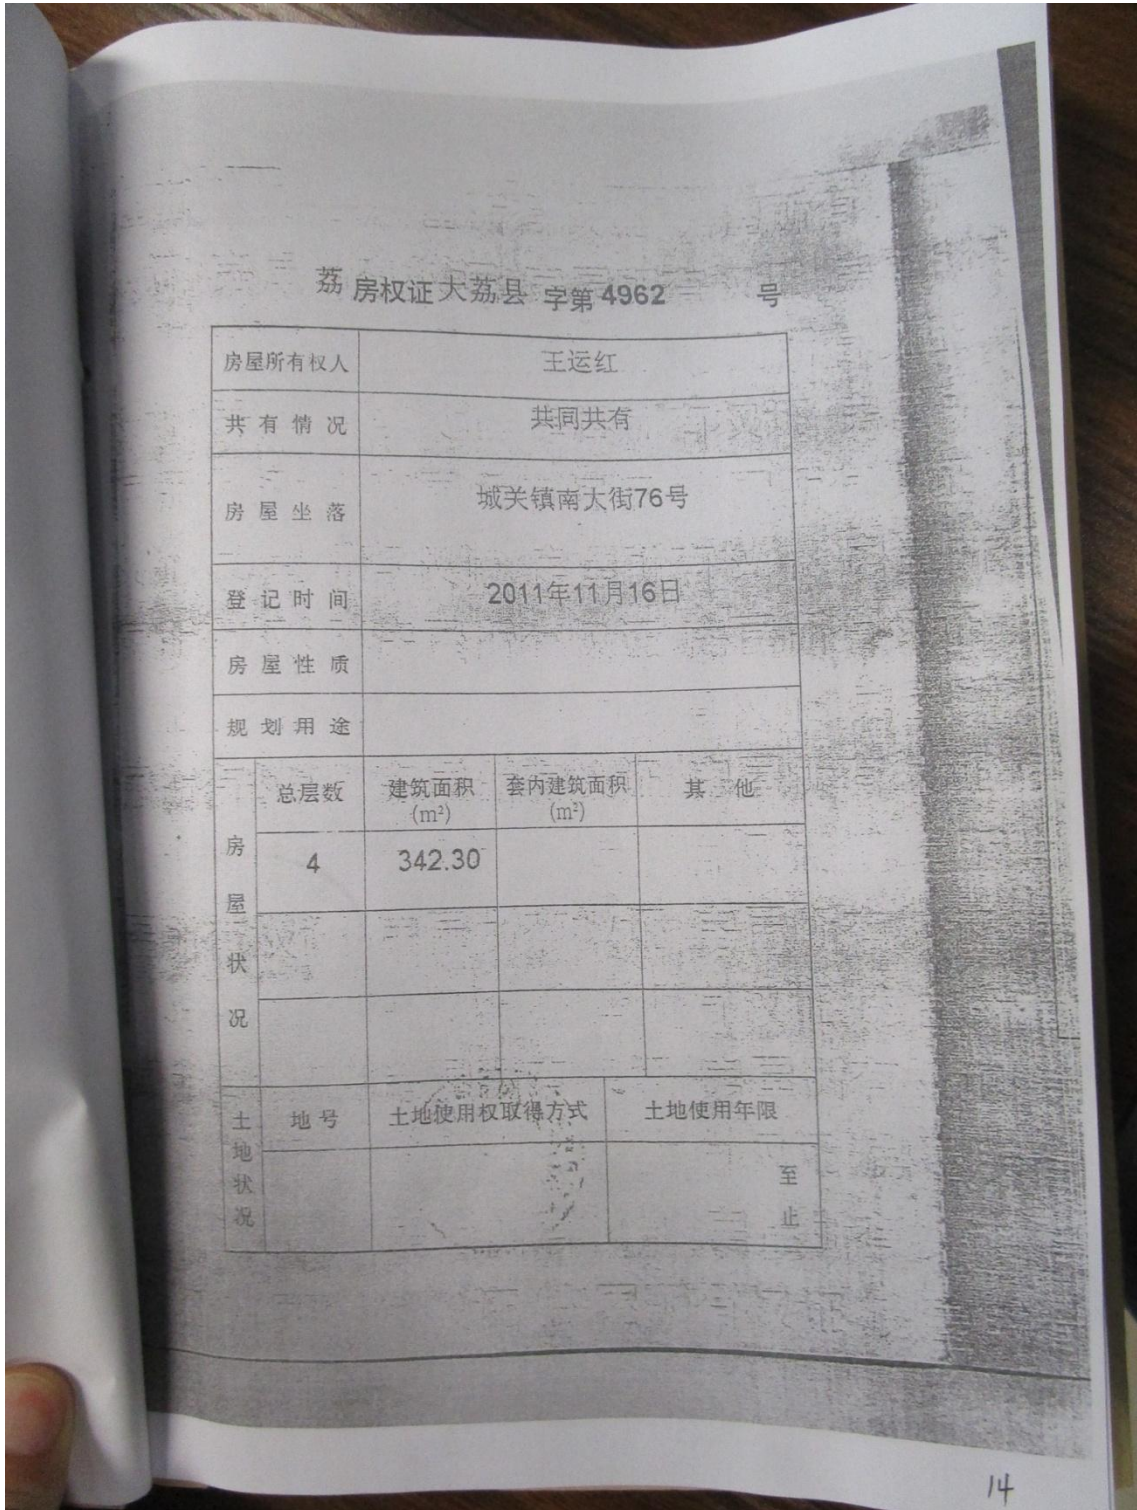 荔 房权证 大荔县 字第 4962 号
房屋所有权人 王运红
共有情况 共同共有
房屋坐落 城关镇南大街76号
登记时间 2011年11月16日
房屋性质
规划用途
房屋状况
总层数 建筑面积(m²) 套内建筑面积(m²) 其他
4 342.30
土地状况
地号 土地使用权取得方式 土地使用年限
至
止
14